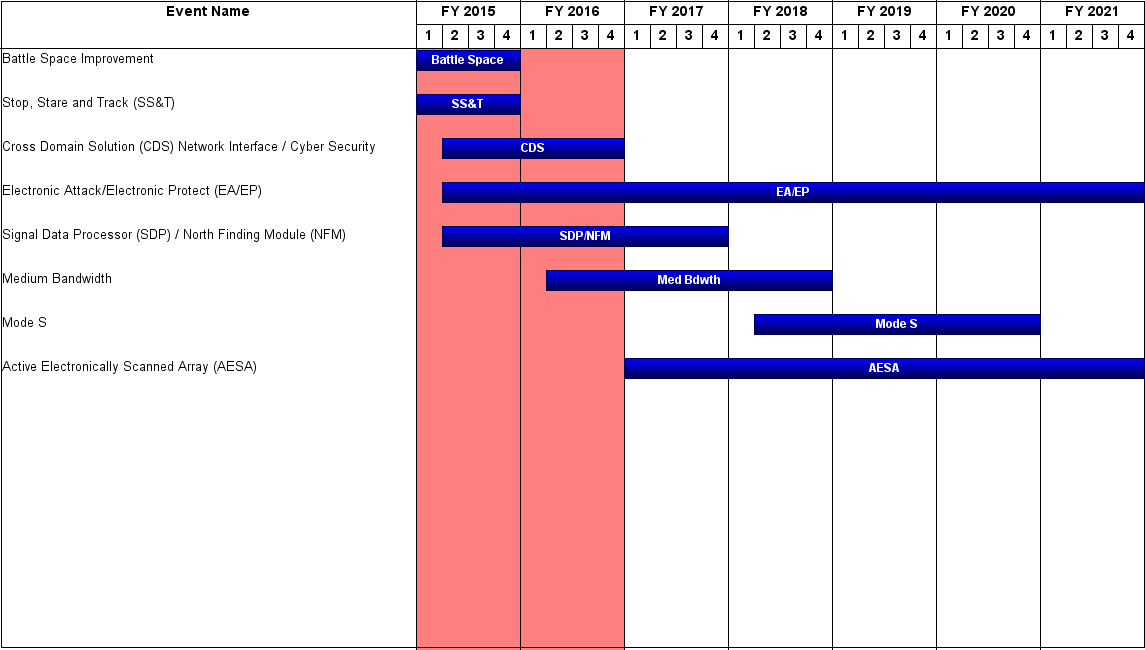 Event Name FY 2015 FY 2016 FY 2017 FY 2018 FY 2019 FY 2020 FY 2021
1 2 3 4 1 2 3 4 1 2 3 4 1 2 3 4 1 2 3 4 1 2 3 4 1 2 3 4
Battle Space Improvement Battle Space
Stop, Stare and Track (SS&T) SS&T
Cross Domain Solution (CDS) Network Interface / Cyber Security CDS
Electronic Attack/Electronic Protect (EA/EP) EA/EP
Signal Data Processor (SDP) / North Finding Module (NFM) SDP/NFM
Medium Bandwidth Med Bdwth
Mode S Mode S
Active Electronically Scanned Array (AESA) AESA